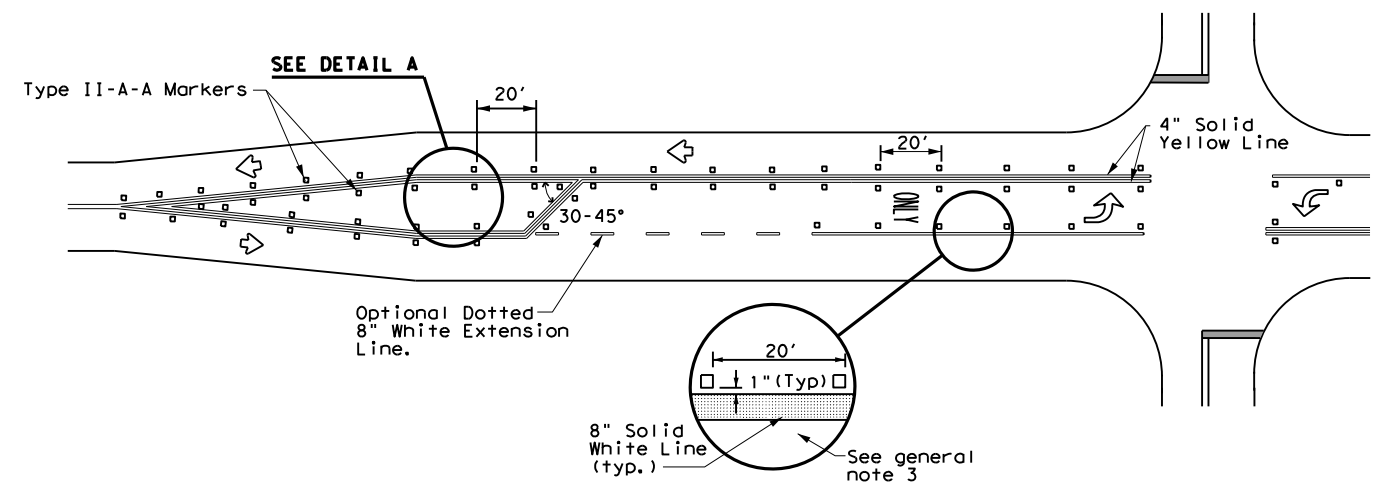 SEE DETAIL A
Type II-A-A Markers
20'
20'
4" Solid
Yellow Line
ONLY
30-45°
Optional Dotted
8" White Extension
Line.
20'
1"(Typ)
8" Solid
White Line
(typ.)
See general
note 3